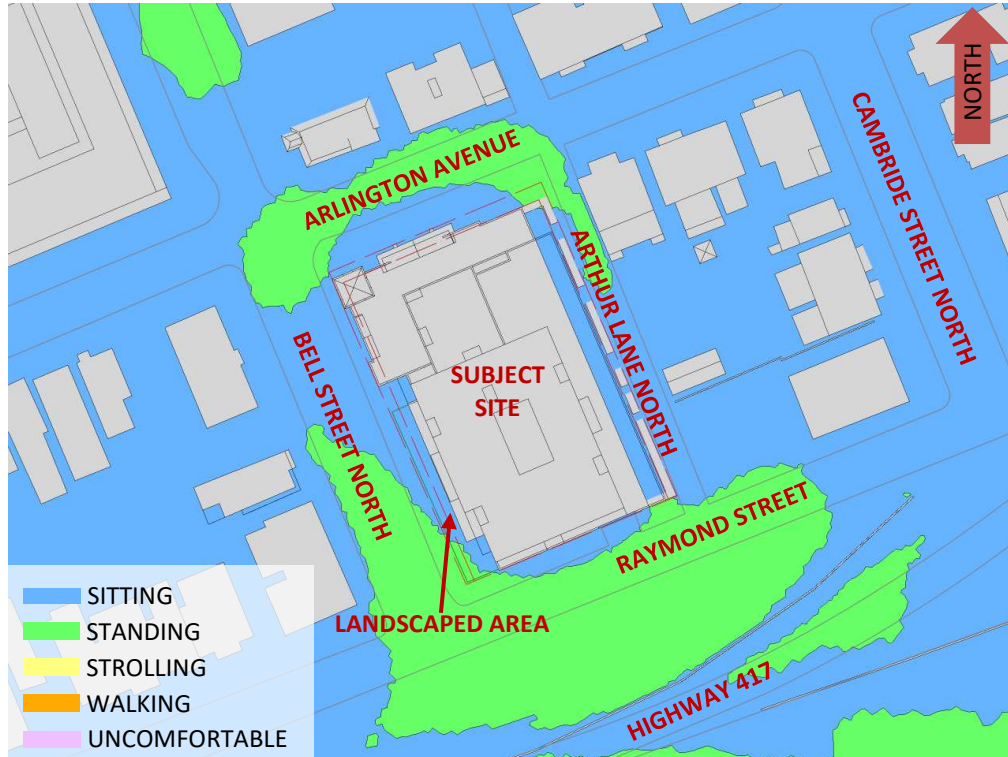 NORTH
CAMBRIDE STREET NORTH
ARLINGTON AVENUE
ARTHUR LANE NORTH
BELL STREET NORTH
SUBJECT
SITE
RAYMOND STREET
LANDSCAPED AREA
HIGHWAY 417
SITTING
STANDING
STROLLING
WALKING
UNCOMFORTABLE